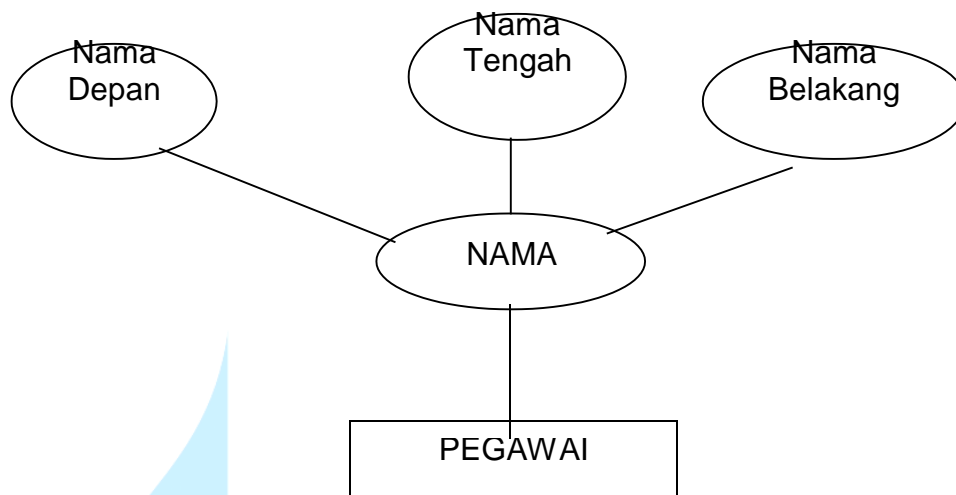 Nama
Depan
Nama
Tengah
Nama
Belakang
NAMA
PEGAWAI